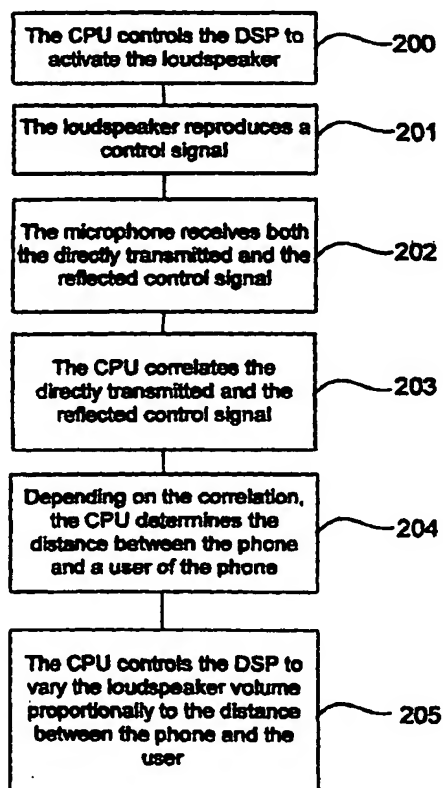 The CPU controls the DSP to
activate the loudspeaker
200
The loudspeaker reproduces a
control signal
201
The microphone receives both
the directly transmitted and the
reflected control signal
202
The CPU correlates the
directly transmitted and the
reflected control signal
203
Depending on the correlation,
the CPU determines the
distance between the phone
and a user of the phone
204
The CPU controls the DSP to
vary the loudspeaker volume
proportionally to the distance
between the phone and the
user
205